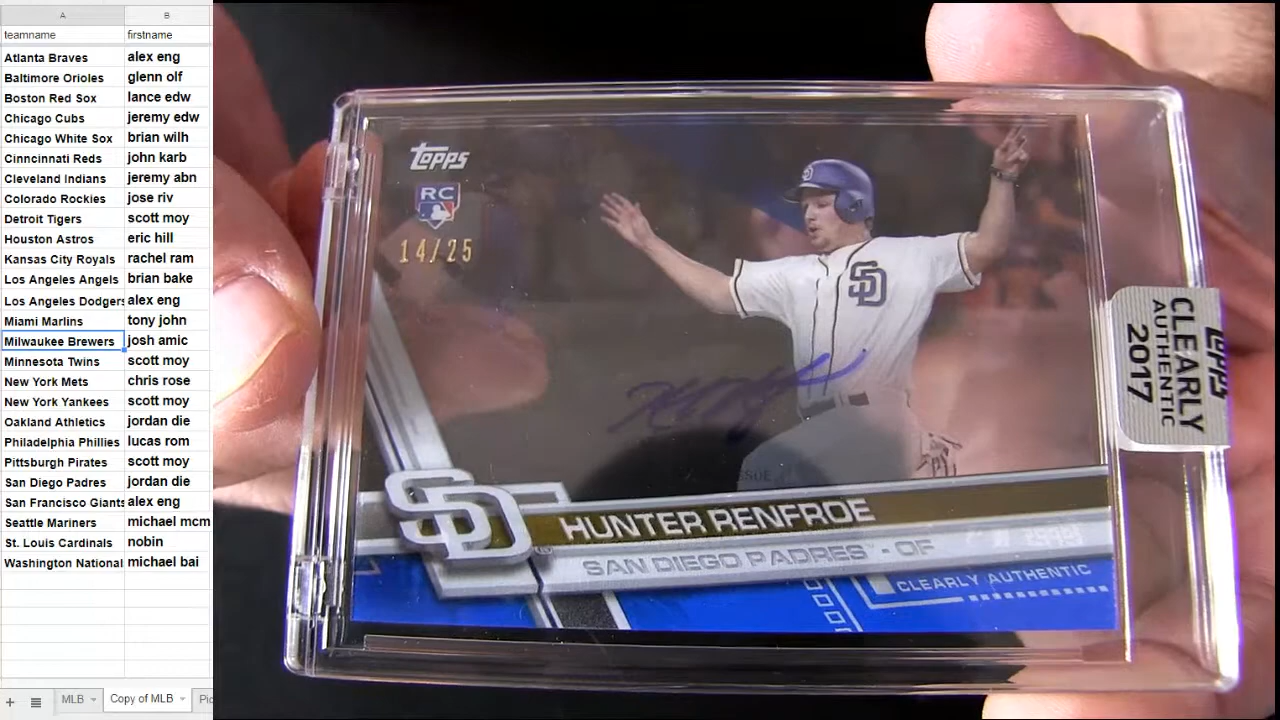 A B
teamname firstname
Atlanta Braves alex eng
Baltimore Orioles glenn olf
Boston Red Sox lance edw
Chicago Cubs jeremy edw
Chicago White Sox brian wilh
Cinncinnati Reds john karb
Cleveland Indians jeremy abn
Colorado Rockies jose riv
Detroit Tigers scott moy
Houston Astros eric hill
Kansas City Royals rachel ram
Los Angeles Angels brian bake
Los Angeles Dodgers alex eng
Miami Marlins tony john
Milwaukee Brewers josh amic
Minnesota Twins scott moy
New York Mets chris rose
New York Yankees scott moy
Oakland Athletics jordan die
Philadelphia Phillies lucas rom
Pittsburgh Pirates scott moy
San Diego Padres jordan die
San Francisco Giants alex eng
Seattle Mariners michael mcm
St. Louis Cardinals nobin
Washington National michael bai
+ MLB Copy of MLB Pi
TOPPS
RC
14/25
SD
SD
HUNTER RENFROE
SAN DIEGO PADRES™ - OF
CLEARLY AUTHENTIC
TOPPS
CLEARLY
AUTHENTIC
2017